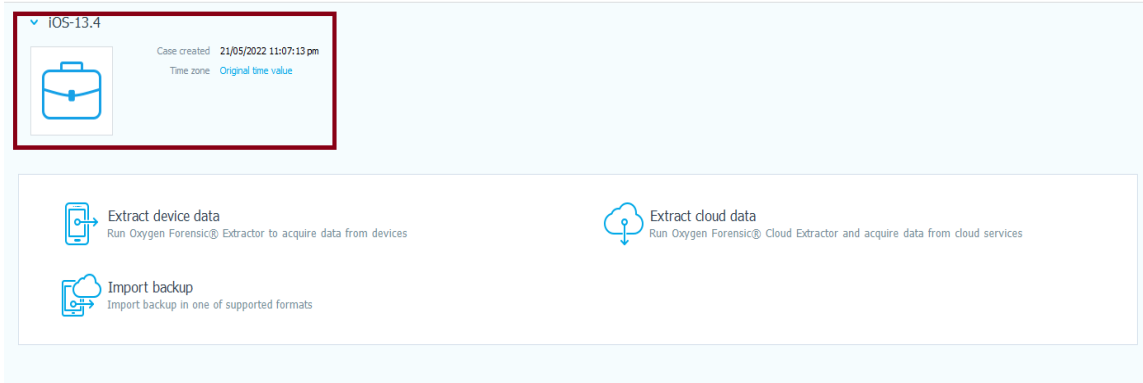 iOS-13.4
Case created 21/05/2022 11:07:13 pm
Time zone Original time value
Extract device data
Run Oxygen Forensic® Extractor to acquire data from devices
Extract cloud data
Run Oxygen Forensic® Cloud Extractor and acquire data from cloud services
Import backup
Import backup in one of supported formats